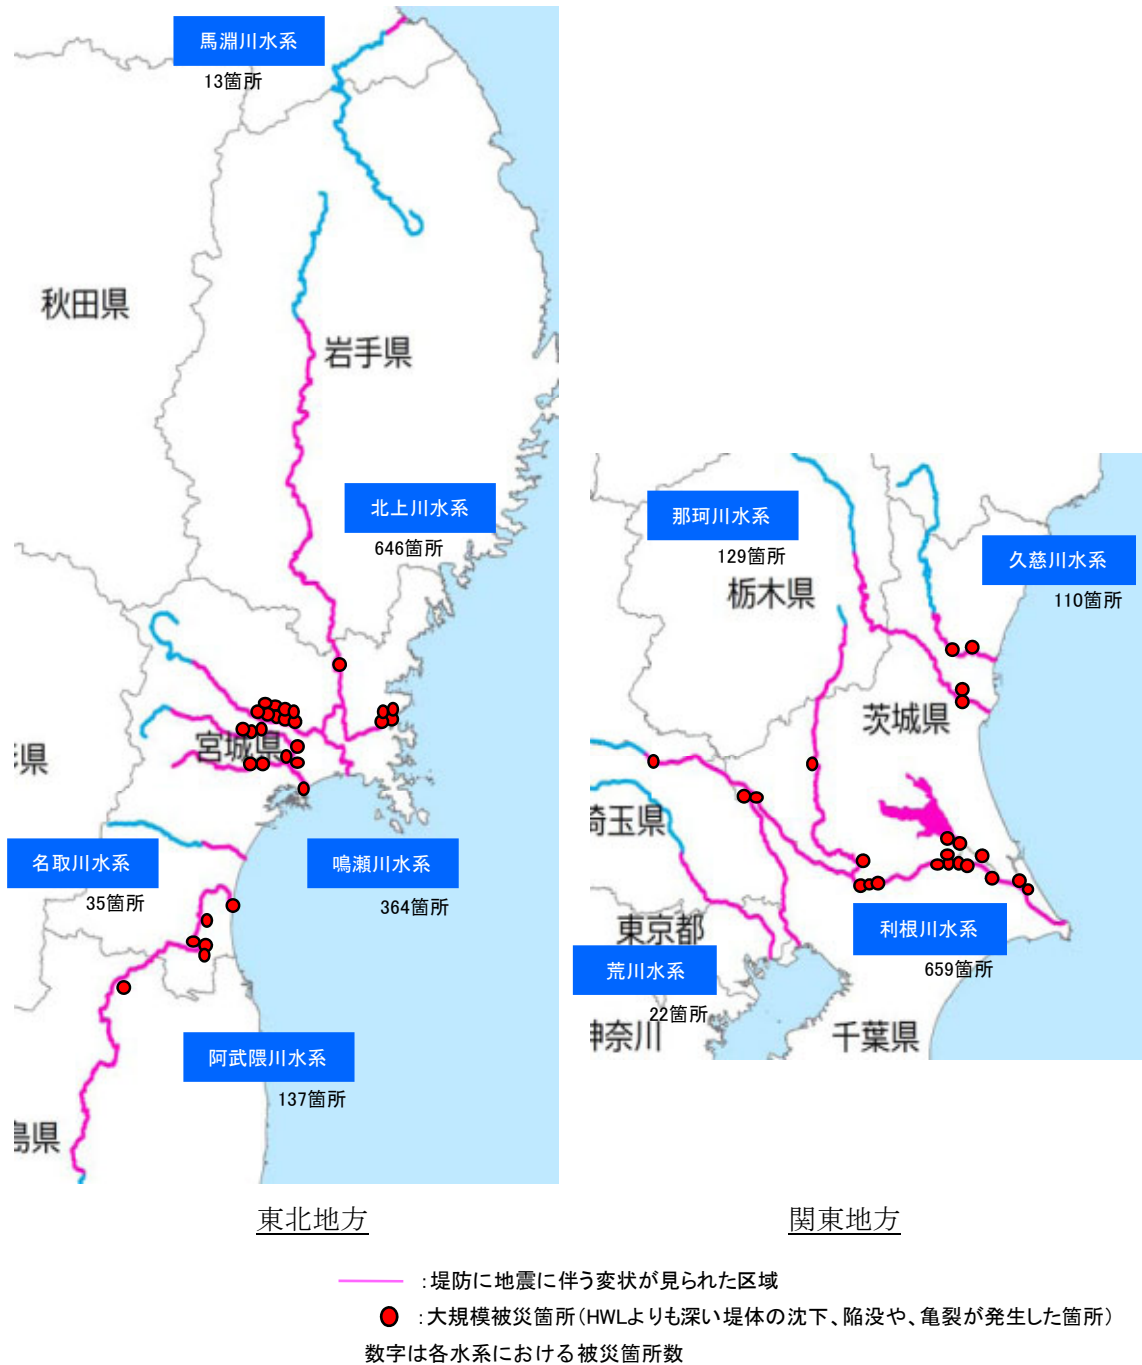 馬淵川水系
13箇所
秋田県
岩手県
北上川水系
646箇所
宮城県
県
名取川水系
35箇所
鳴瀬川水系
364箇所
阿武隈川水系
137箇所
島県
東北地方
那珂川水系
129箇所
久慈川水系
110箇所
栃木県
茨城県
埼玉県
東京都
利根川水系
659箇所
荒川水系
22箇所
神奈川
千葉県
関東地方
:堤防に地震に伴う変状が見られた区域
:大規模被災箇所(HWLよりも深い堤体の沈下、陥没や、亀裂が発生した箇所)
数字は各水系における被災箇所数